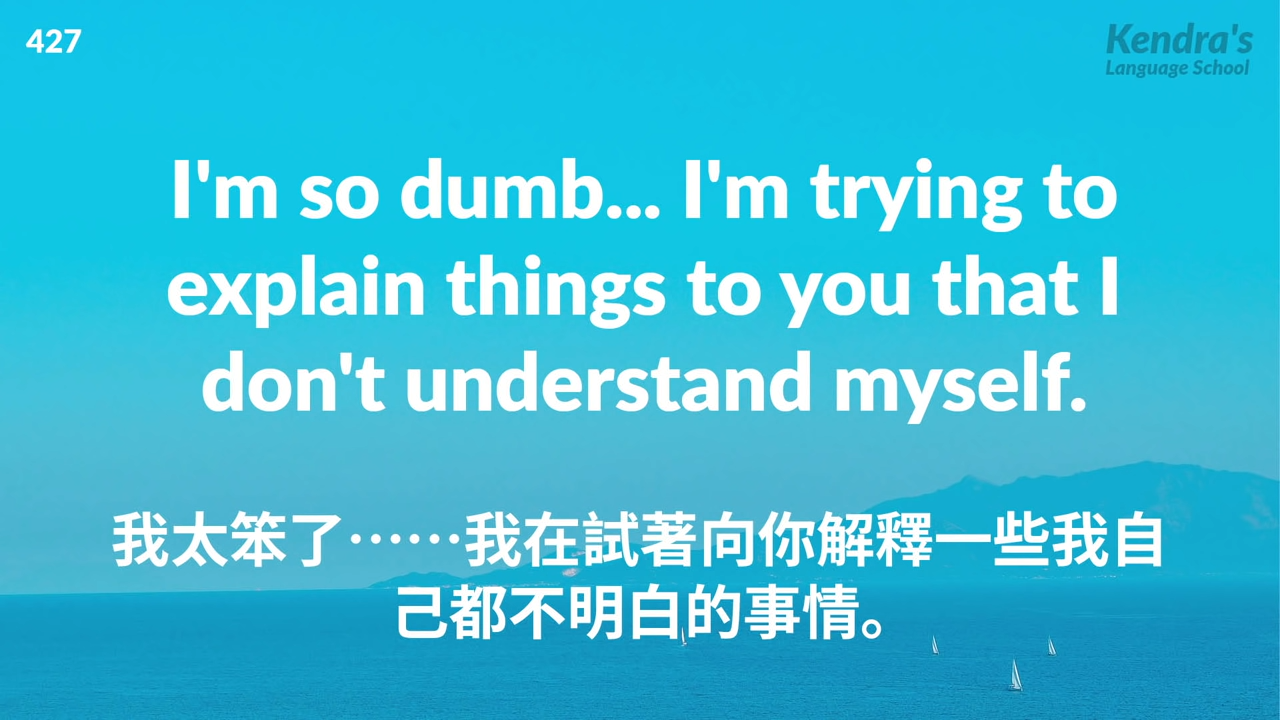 427
Kendra's
Language School
I'm so dumb... I'm trying to
explain things to you that I
don't understand myself.
我太笨了⋯⋯我在試著向你解釋一些我自
己都不明白的事情。